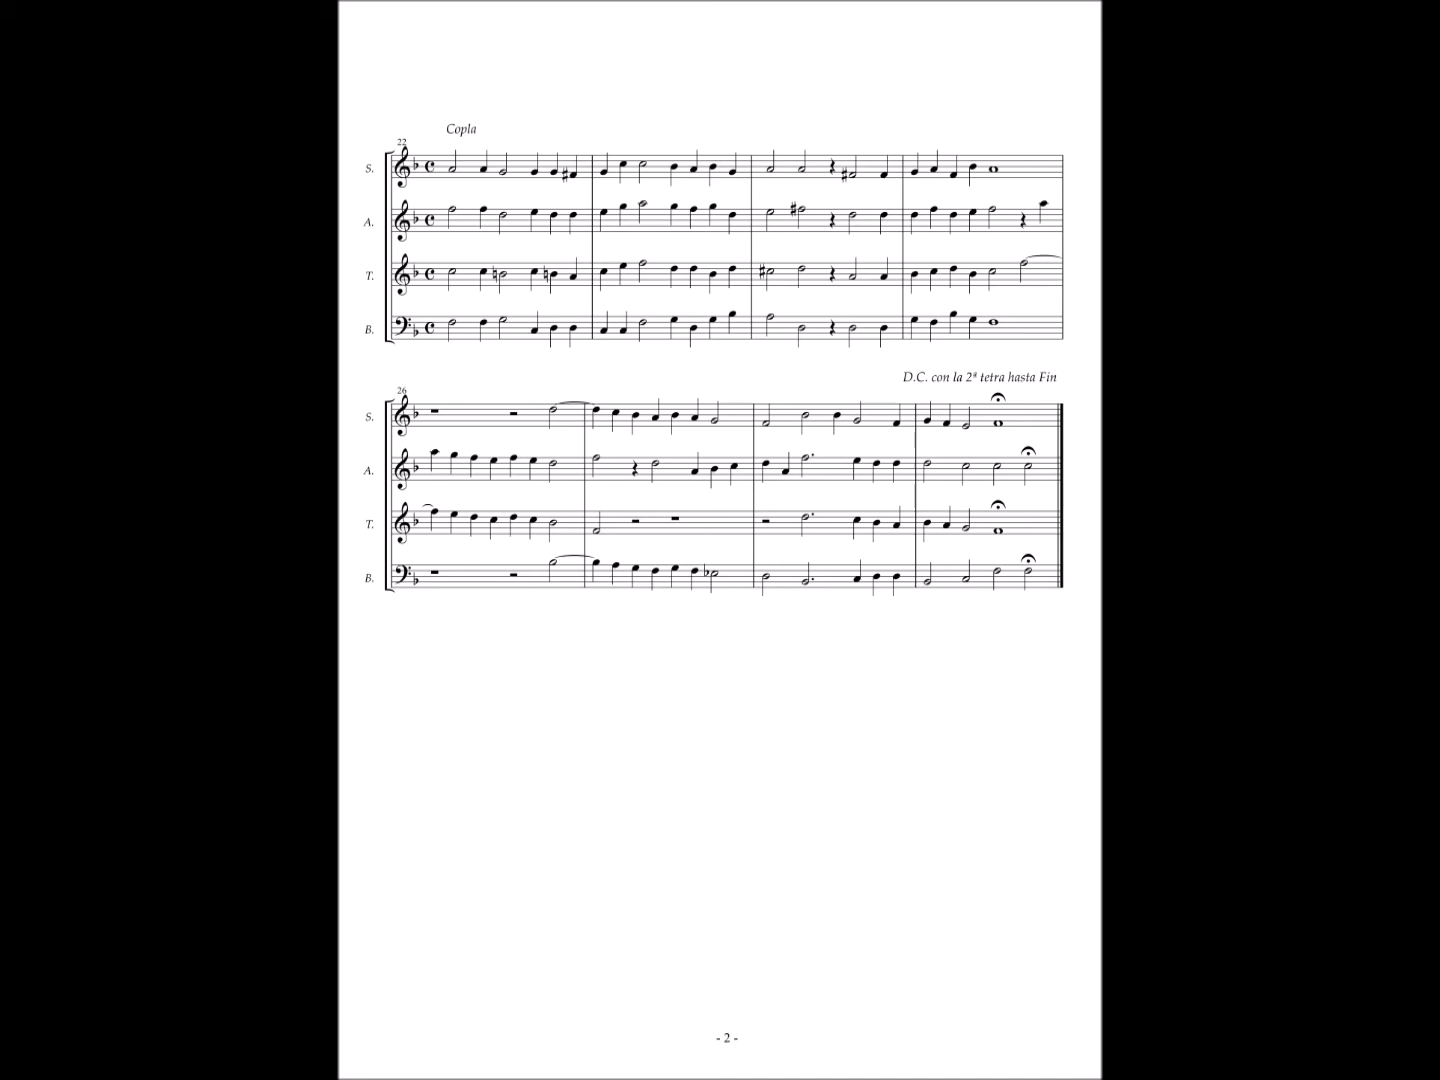 Copla
22
S.
A.
T.
B.
D.C. con la 2ª tetra hasta Fin
26
S.
A.
T.
B.
- 2 -